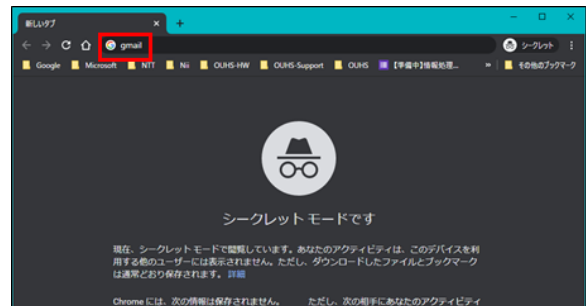 新しいタブ
gmail
シークレット
Google Microsoft NTT Nii OUHS-HW OUHS-Support OUHS 【準備中】情報処理... » その他のブックマーク
シークレット モードです
現在、シークレット モードで閲覧しています。あなたのアクティビティは、このデバイスを利
用する他のユーザーには表示されません。ただし、ダウンロードしたファイルとブックマーク
は通常どおり保存されます。 詳細
Chrome には、次の情報は保存されません。 ただし、次の相手にあなたのアクティビティ